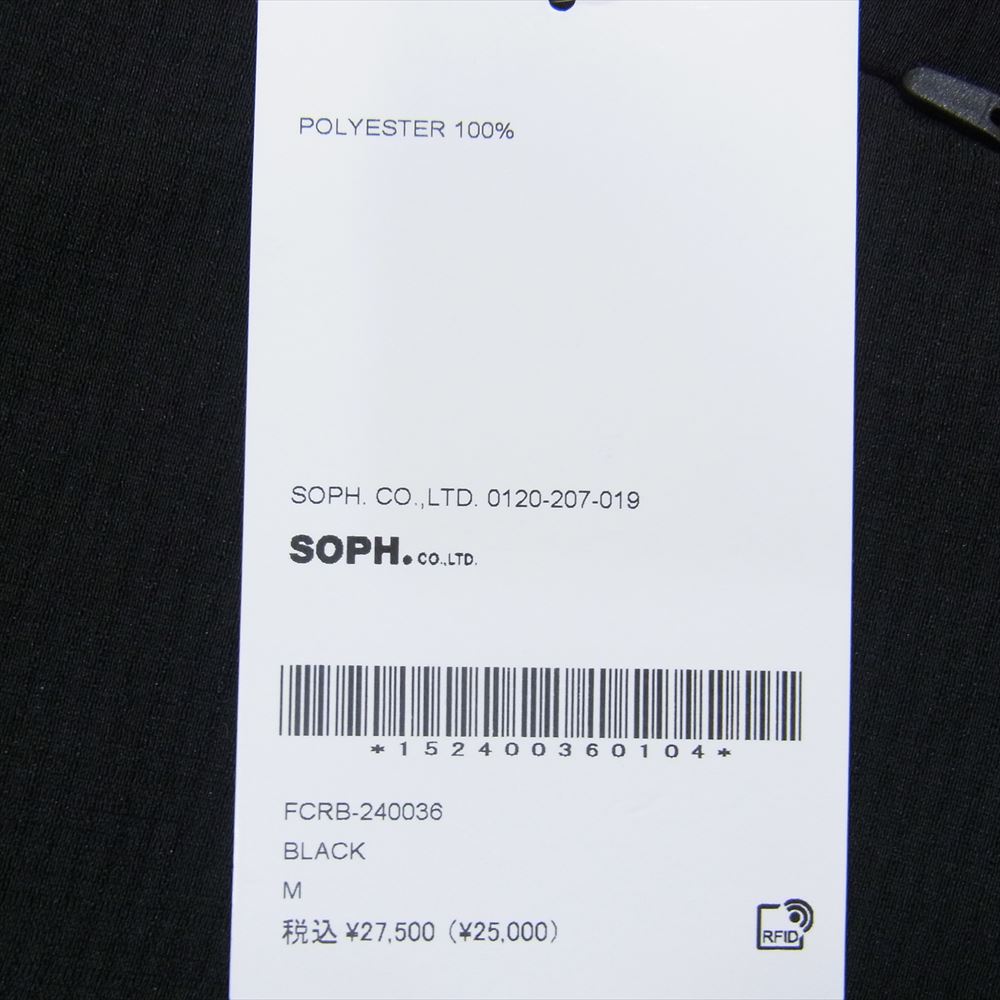 POLYESTER 100%
SOPH. CO.,LTD. 0120-207-019
SOPH. CO.,LTD.
*152400360104*
FCRB-240036
BLACK
M
税込 ¥27,500 (¥25,000)
RFID